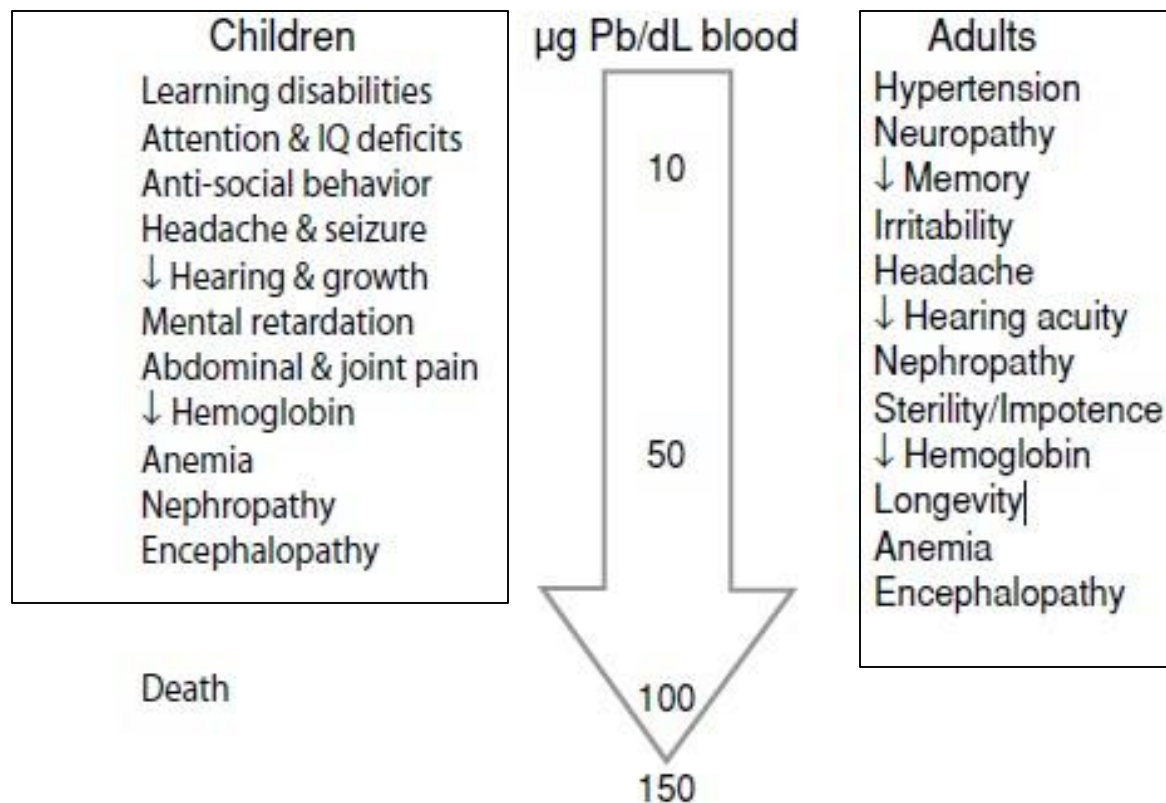 Children
Learning disabilities
Attention & IQ deficits
Anti-social behavior
Headache & seizure
↓ Hearing & growth
Mental retardation
Abdominal & joint pain
↓ Hemoglobin
Anemia
Nephropathy
Encephalopathy
Death
µg Pb/dL blood
10
50
100
150
Adults
Hypertension
Neuropathy
↓ Memory
Irritability
Headache
↓ Hearing acuity
Nephropathy
Sterility/Impotence
↓ Hemoglobin
Longevity
Anemia
Encephalopathy